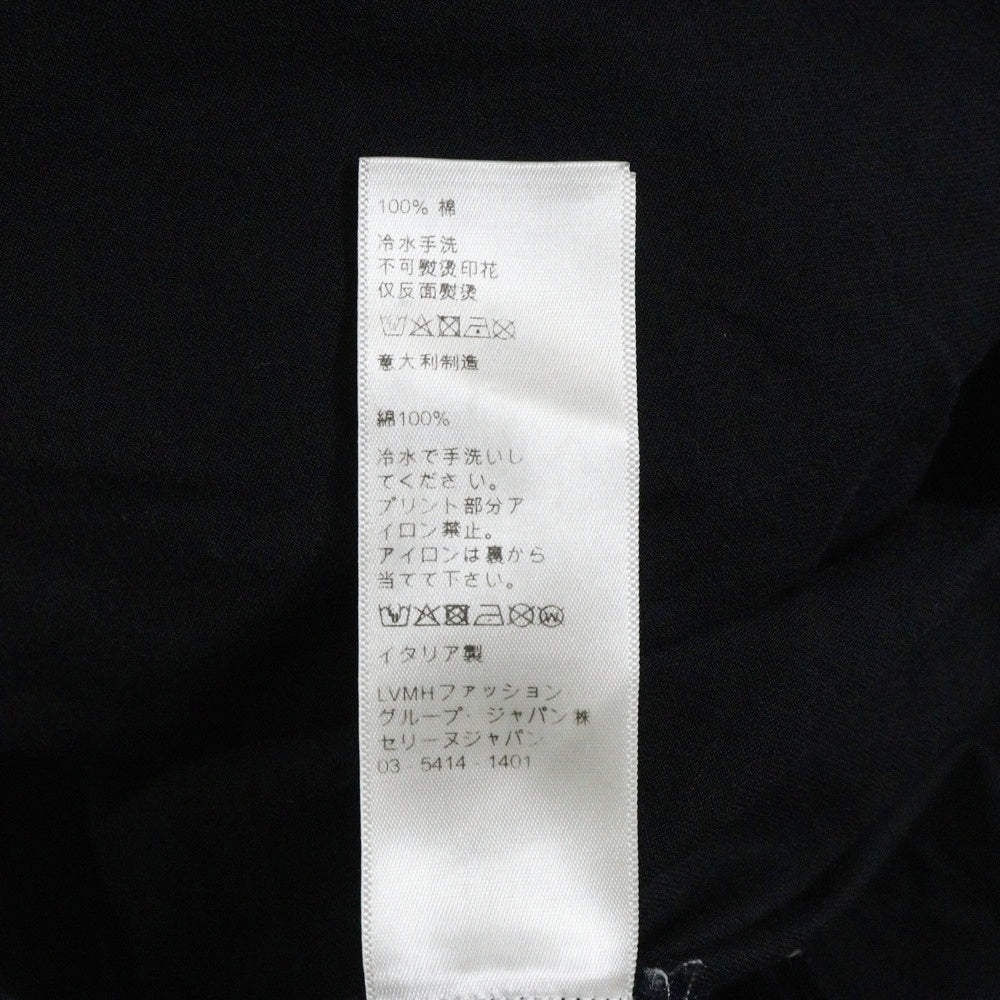 100% 棉
冷水手洗
不可熨烫印花
仅反面熨烫
意大利制造
綿100%
冷水で手洗いし
てくださ い。
プリント部分ア
イロン禁止。
アイロンは裏から
当てて下さい。
W
イタリア製
LVMHファッション
グループ・ジャパン㈱
セリーヌジャパン
03 - 5414 - 1401